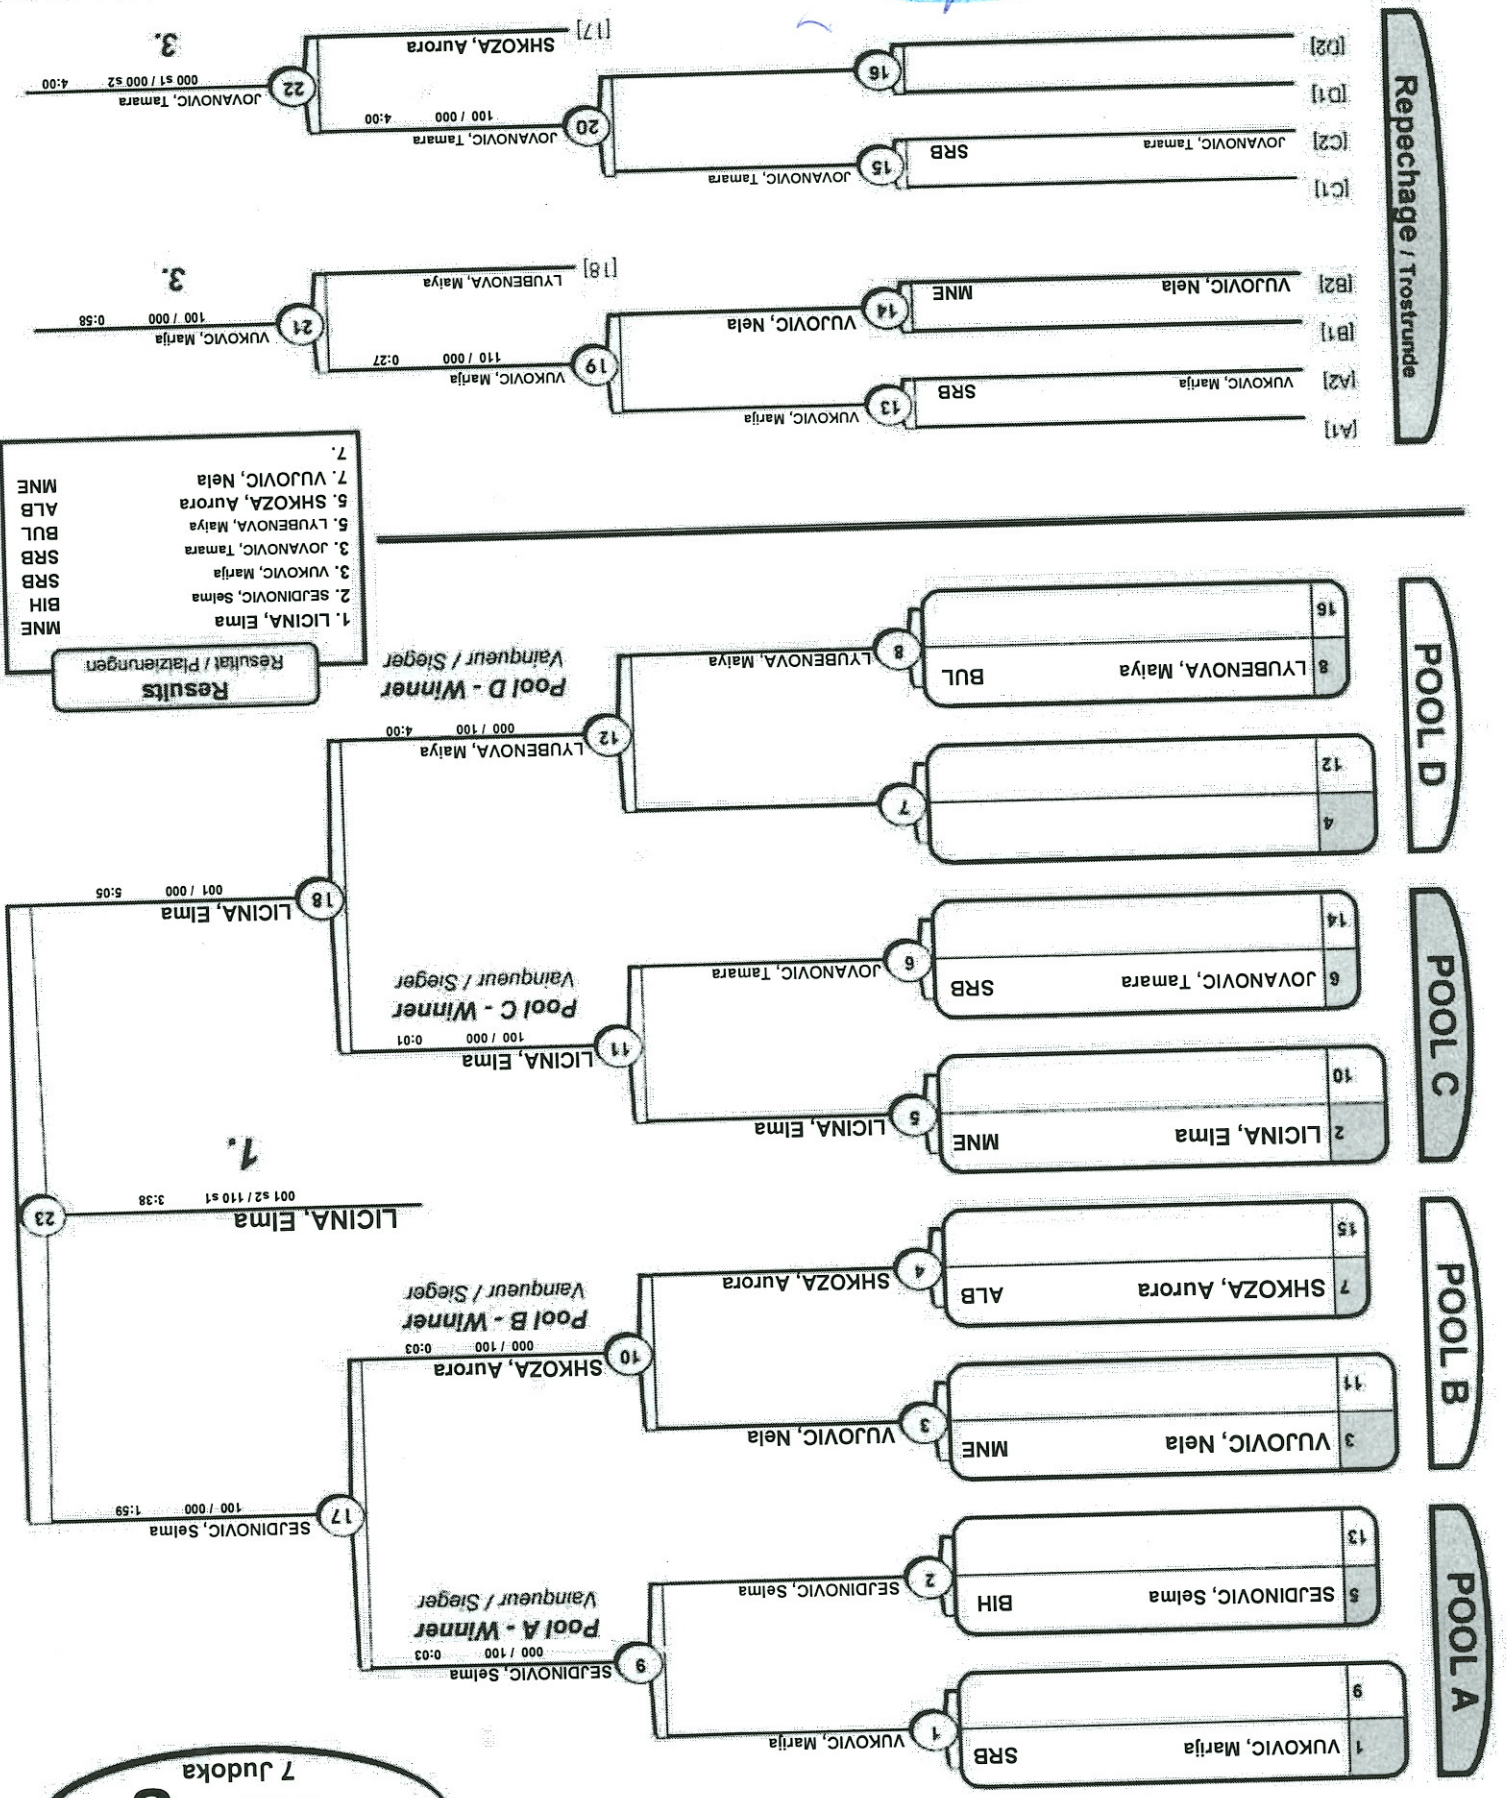 7 Judoka
POOL A
1 VUKOVIC, Marija SRB
9
5 SEJDINOVIC, Selma BIH
13
1 VUKOVIC, Marija
2 SEJDINOVIC, Selma
9 SEJDINOVIC, Selma
000 / 100 0:03
Pool A - Winner
Vainqueur / Sieger
POOL B
3 VUJOVIC, Nela MNE
11
7 SHKOZA, Aurora ALB
15
3 VUJOVIC, Nela
4 SHKOZA, Aurora
10 SHKOZA, Aurora
000 / 100 0:03
Pool B - Winner
Vainqueur / Sieger
17 SEJDINOVIC, Selma
100 / 000 1:59
POOL C
2 LICINA, Elma MNE
10
6 JOVANOVIC, Tamara SRB
14
5 LICINA, Elma
6 JOVANOVIC, Tamara
11 LICINA, Elma
100 / 000 0:01
Pool C - Winner
Vainqueur / Sieger
POOL D
4
12
8 LYUBENOVA, Maiya BUL
16
7
8 LYUBENOVA, Maiya
12 LYUBENOVA, Maiya
000 / 100 4:00
Pool D - Winner
Vainqueur / Sieger
18 LICINA, Elma
001 / 000 5:05
23
LICINA, Elma
001 s2 / 110 s1 3:38
1.
Results
Résultat / Platzierungen
1. LICINA, Elma MNE
2. SEJDINOVIC, Selma BIH
3. VUKOVIC, Marija SRB
3. JOVANOVIC, Tamara SRB
5. LYUBENOVA, Maiya BUL
5. SHKOZA, Aurora ALB
7. VUJOVIC, Nela MNE
7.
Repechage / Trostrunde
[A1]
[A2] VUKOVIC, Marija SRB
[B1]
[B2] VUJOVIC, Nela MNE
13 VUKOVIC, Marija
14 VUJOVIC, Nela
19 VUKOVIC, Marija
110 / 000 0:27
[18] LYUBENOVA, Maiya
21 VUKOVIC, Marija
100 / 000 0:58
3.
[C1]
[C2] JOVANOVIC, Tamara SRB
[D1]
[D2]
15 JOVANOVIC, Tamara
16
20 JOVANOVIC, Tamara
100 / 000 4:00
[17] SHKOZA, Aurora
22 JOVANOVIC, Tamara
000 s1 / 000 s2 4:00
3.